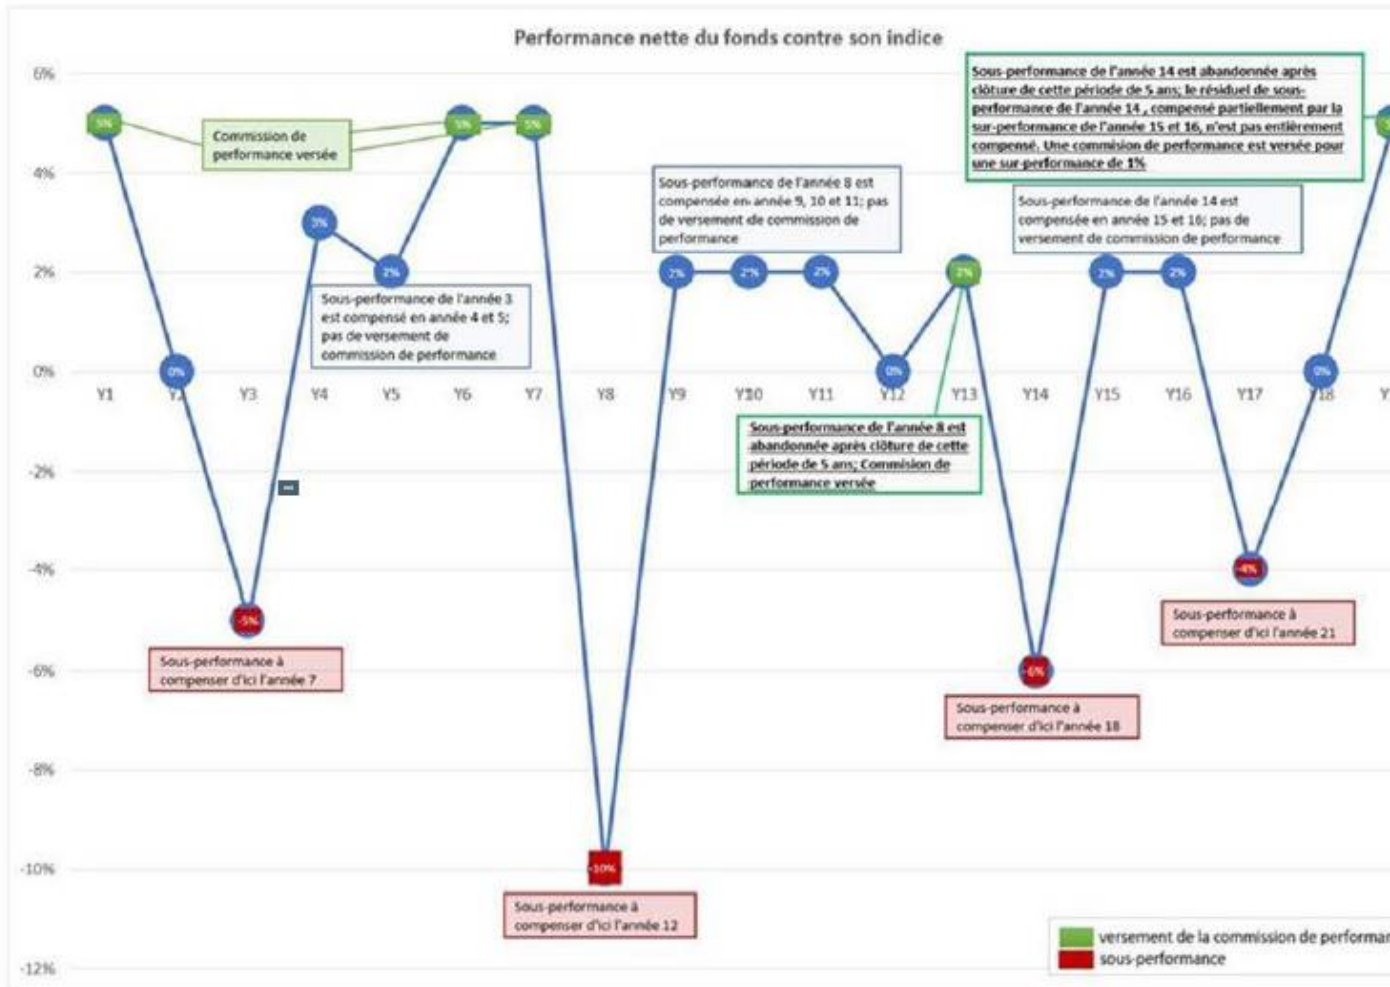 Performance nette du fonds contre son indice
6%
4%
2%
0%
-2%
-4%
-6%
-8%
-10%
-12%
Y1
Y2
Y3
Y4
Y5
Y6
Y7
Y8
Y9
Y10
Y11
Y12
Y13
Y14
Y15
Y16
Y17
Y18
5%
0%
-5%
3%
2%
5%
5%
-10%
2%
2%
2%
0%
2%
-6%
2%
2%
-4%
0%
Commission de
performance versée
Sous-performance à
compenser d'ici l'année 7
Sous-performance de l'année 3
est compensé en année 4 et 5;
pas de versement de
commission de performance
Sous-performance à
compenser d'ici l'année 12
Sous-performance de l'année 8 est
compensée en année 9, 10 et 11; pas
de versement de commission de
performance
Sous-performance de l'année 8 est
abandonnée après clôture de cette
période de 5 ans; Commision de
performance versée
Sous-performance de l'année 14 est abandonnée après
clôture de cette période de 5 ans; le résiduel de sous-
performance de l'année 14 , compensé partiellement par la
sur-performance de l'année 15 et 16, n'est pas entièrement
compensé. Une commision de performance est versée pour
une sur-performance de 1%
Sous-performance de l'année 14 est
compensée en année 15 et 16; pas de
versement de commission de performance
Sous-performance à
compenser d'ici l'année 18
Sous-performance à
compenser d'ici l'année 21
versement de la commission de performan
sous-performance